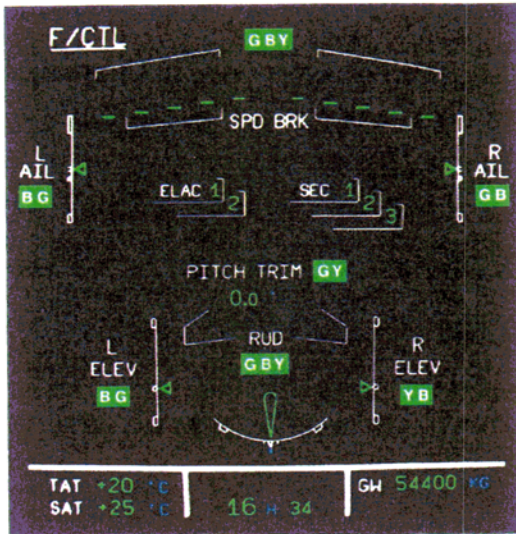 F/CTL
GBY
SPD BRK
L
AIL
BG
R
AIL
GB
ELAC 1
2
SEC 1
2
3
PITCH TRIM GY
0.0 °
RUD
GBY
L
ELEV
BG
R
ELEV
YB
TAT +20 °C
SAT +25 °C
16 H 34
GW 54400 KG